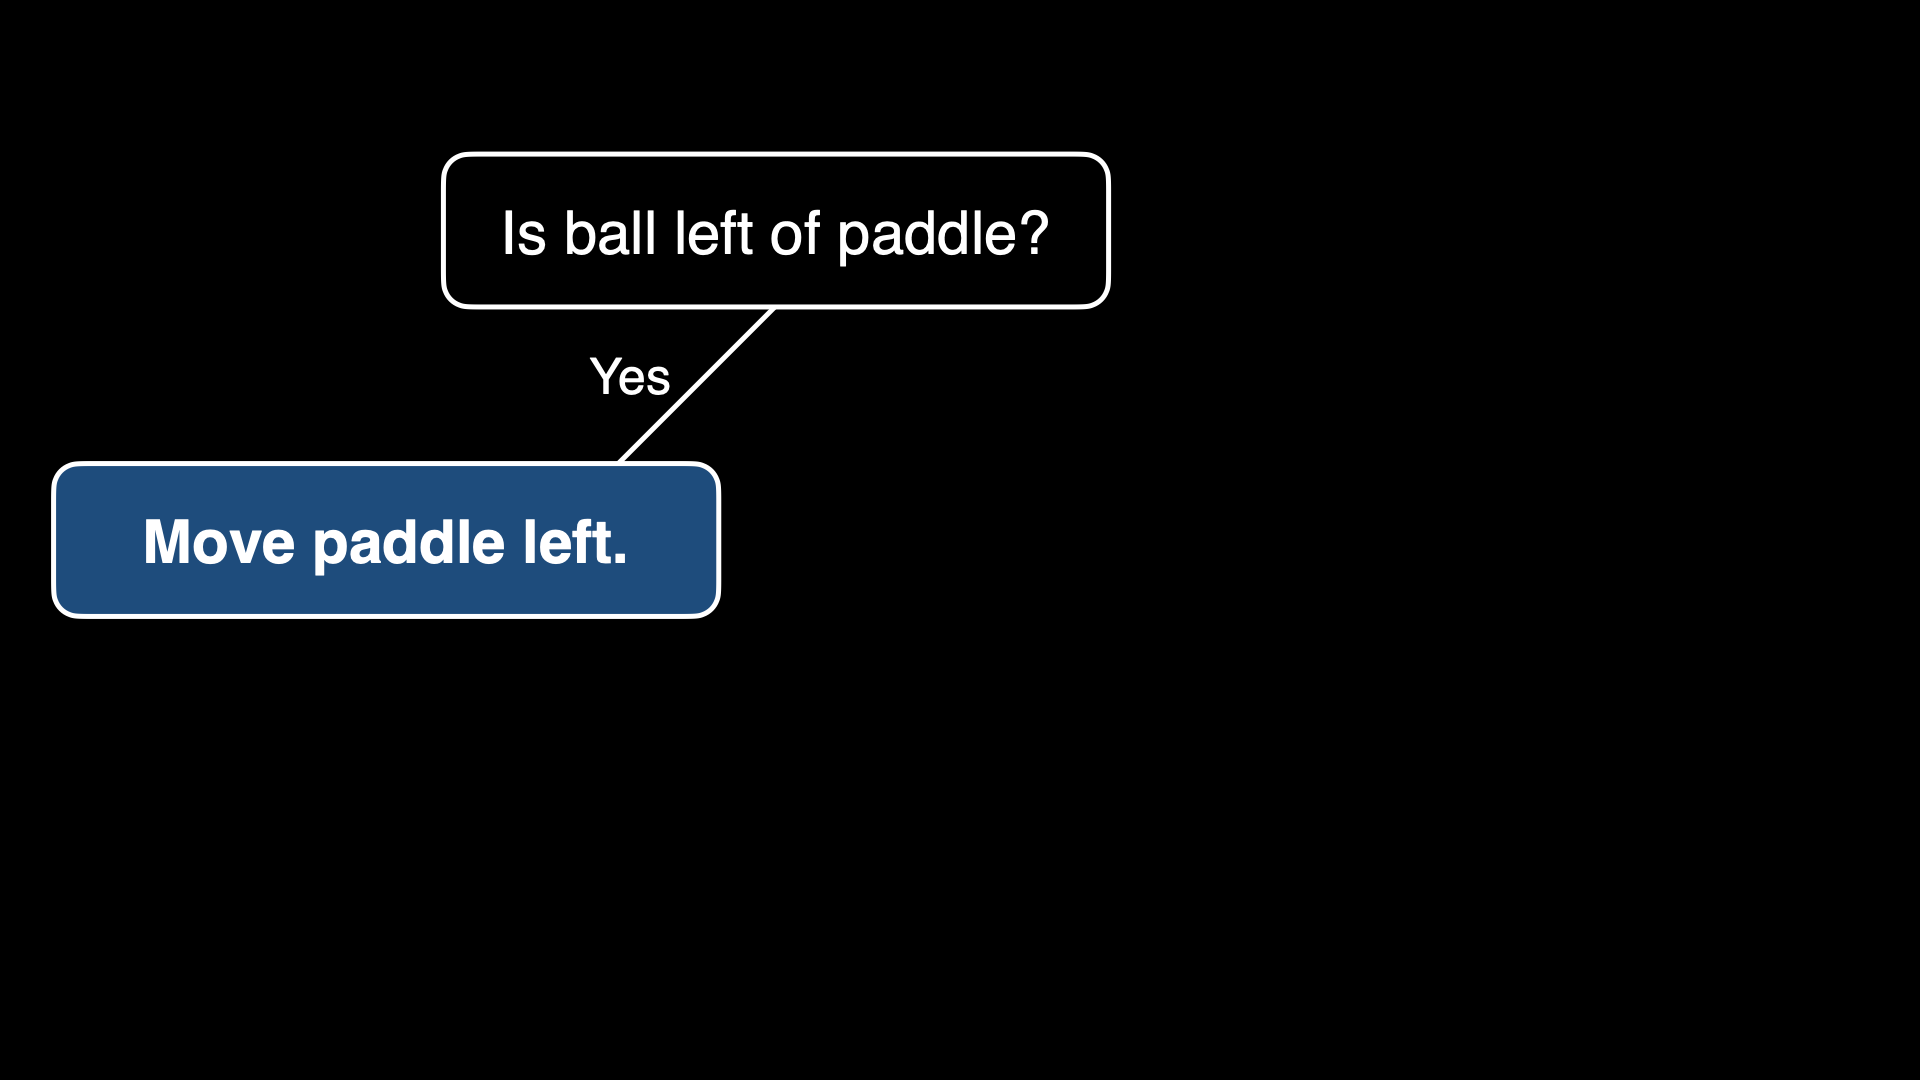 Is ball left of paddle?
Yes
Move paddle left.